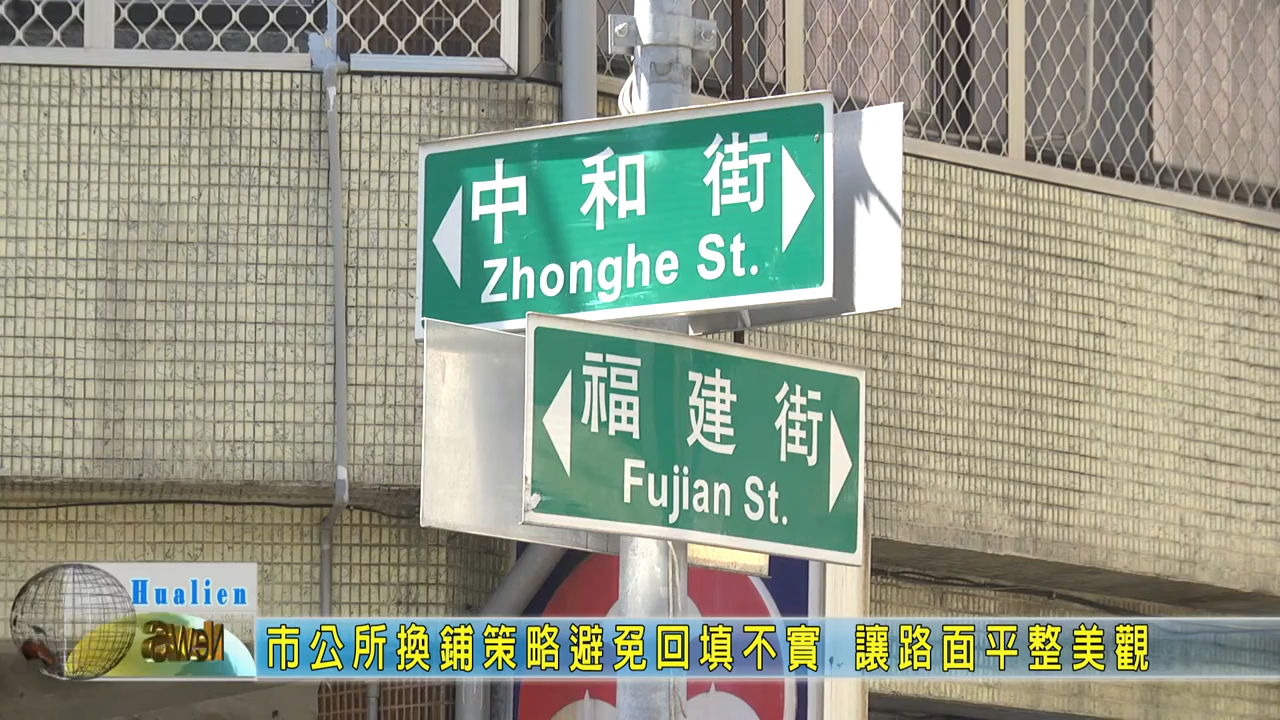 中和街
Zhonghe St.
福建街
Fujian St.
Hualien
News
市公所換鋪策略避免回填不實 讓路面平整美觀